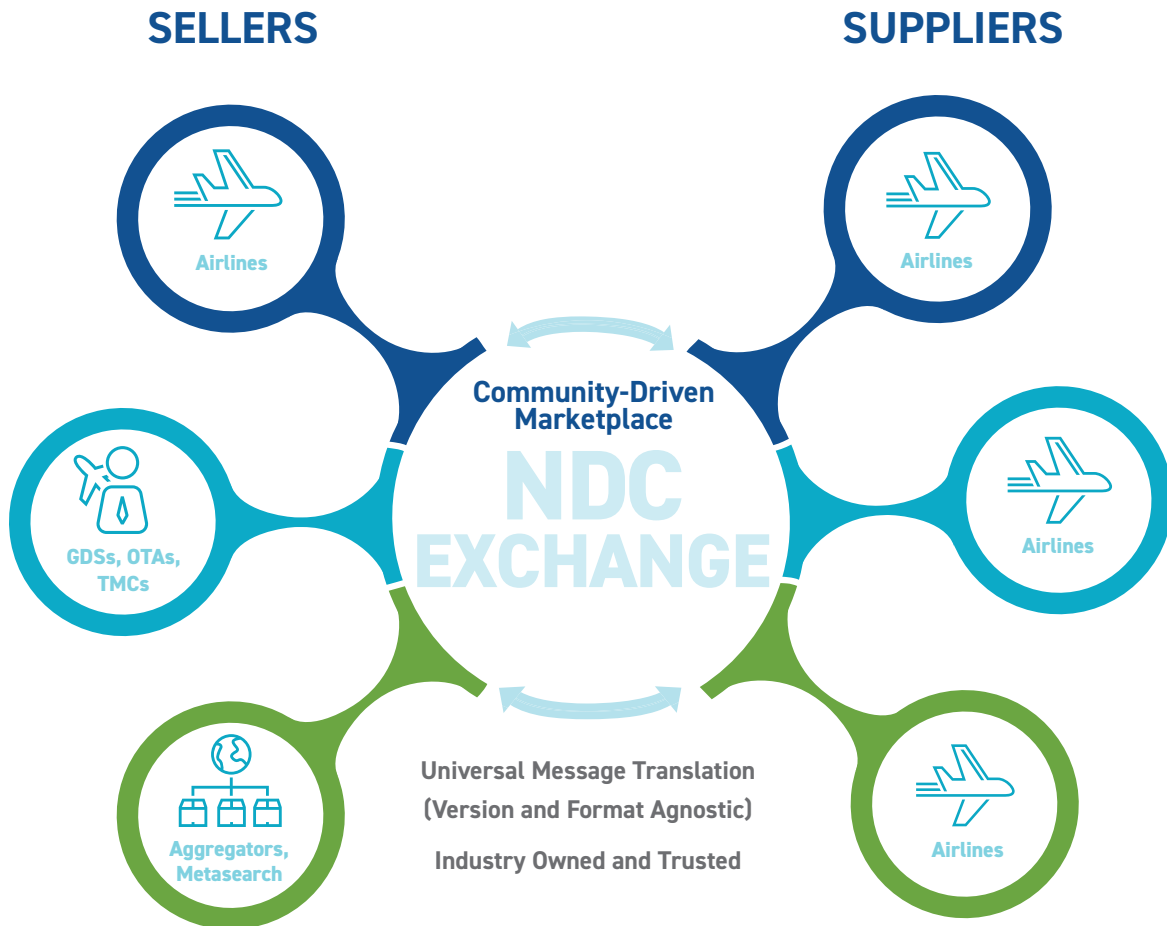 SELLERS
SUPPLIERS
Airlines
Airlines
Community-Driven
Marketplace
NDC
EXCHANGE
GDSs, OTAs,
TMCs
Airlines
Universal Message Translation
(Version and Format Agnostic)
Industry Owned and Trusted
Aggregators,
Metasearch
Airlines